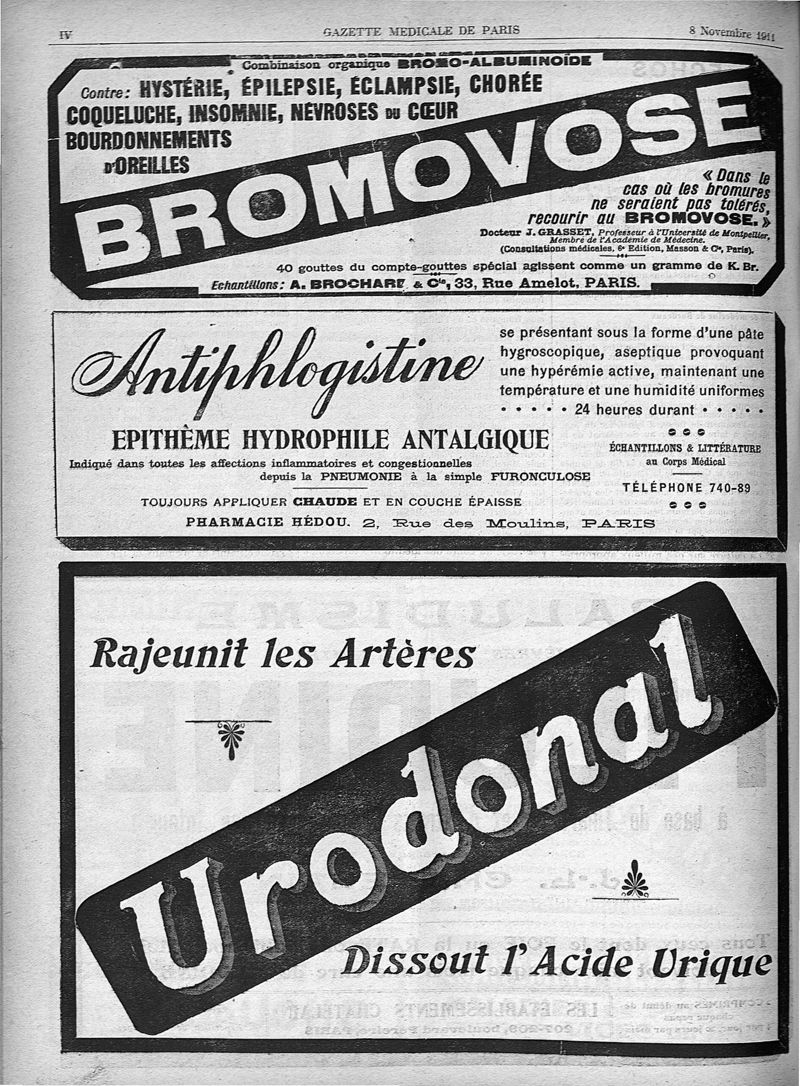 IV
GAZETTE MEDICALE DE PARIS
8 Novembre 1911
Combinaison organique BROMO-ALBUMINOÏDE
Contre: HYSTÉRIE, ÉPILEPSIE, ÉCLAMPSIE, CHORÉE
COQUELUCHE, INSOMNIE, NÉVROSES DU CŒUR
BOURDONNEMENTS
D'OREILLES
BROMOVOSE
« Dans le
cas où les bromures
ne seraient pas tolérés,
recourir au BROMOVOSE. »
Docteur J. GRASSET, Professeur à l'Université de Montpellier,
Membre de l'Académie de Médecine.
(Consultations médicales, 6e Edition, Masson & Cie, Paris).
40 gouttes du compte-gouttes spécial agissent comme un gramme de K. Br.
Echantillons: A. BROCHARD & Cie, 33, Rue Amelot, PARIS.
Antiphlogistine
se présentant sous la forme d'une pâte
hygroscopique, aseptique provoquant
une hypérémie active, maintenant une
température et une humidité uniformes
• • • • • 24 heures durant • • • • •
EPITHÈME HYDROPHILE ANTALGIQUE
Indiqué dans toutes les affections inflammatoires et congestionnelles
depuis la PNEUMONIE à la simple FURONCULOSE
TOUJOURS APPLIQUER CHAUDE ET EN COUCHE ÉPAISSE
PHARMACIE HÉDOU. 2, Rue des Moulins, PARIS
ÉCHANTILLONS & LITTÉRATURE
au Corps Médical
TÉLÉPHONE 740-89
Rajeunit les Artères
Urodonal
Dissout l'Acide Urique